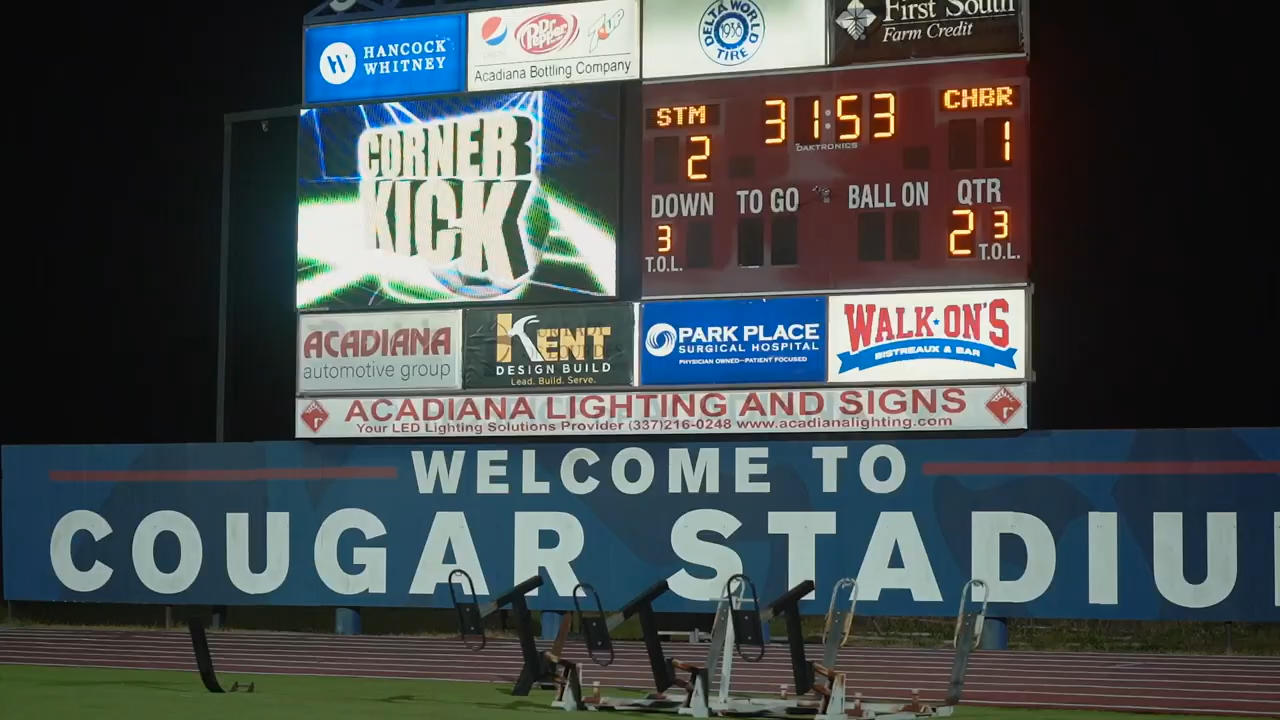 HANCOCK
WHITNEY
pepsi
Dr Pepper
7UP
Acadiana Bottling Company
DELTA WORLD
1936
TIRE
First South
Farm Credit
CORNER
KICK
STM
31:53
CHBR
2
1
DAKTRONICS
DOWN TO GO BALL ON QTR
3
2 3
T.O.L.
T.O.L.
ACADIANA
automotive group
KENT
DESIGN BUILD
Lead. Build. Serve.
PARK PLACE
SURGICAL HOSPITAL
PHYSICIAN OWNED—PATIENT FOCUSED
WALK-ON'S
BISTREAUX & BAR
ACADIANA LIGHTING AND SIGNS
Your LED Lighting Solutions Provider (337)216-0248 www.acadianalighting.com
WELCOME TO
COUGAR STADIU